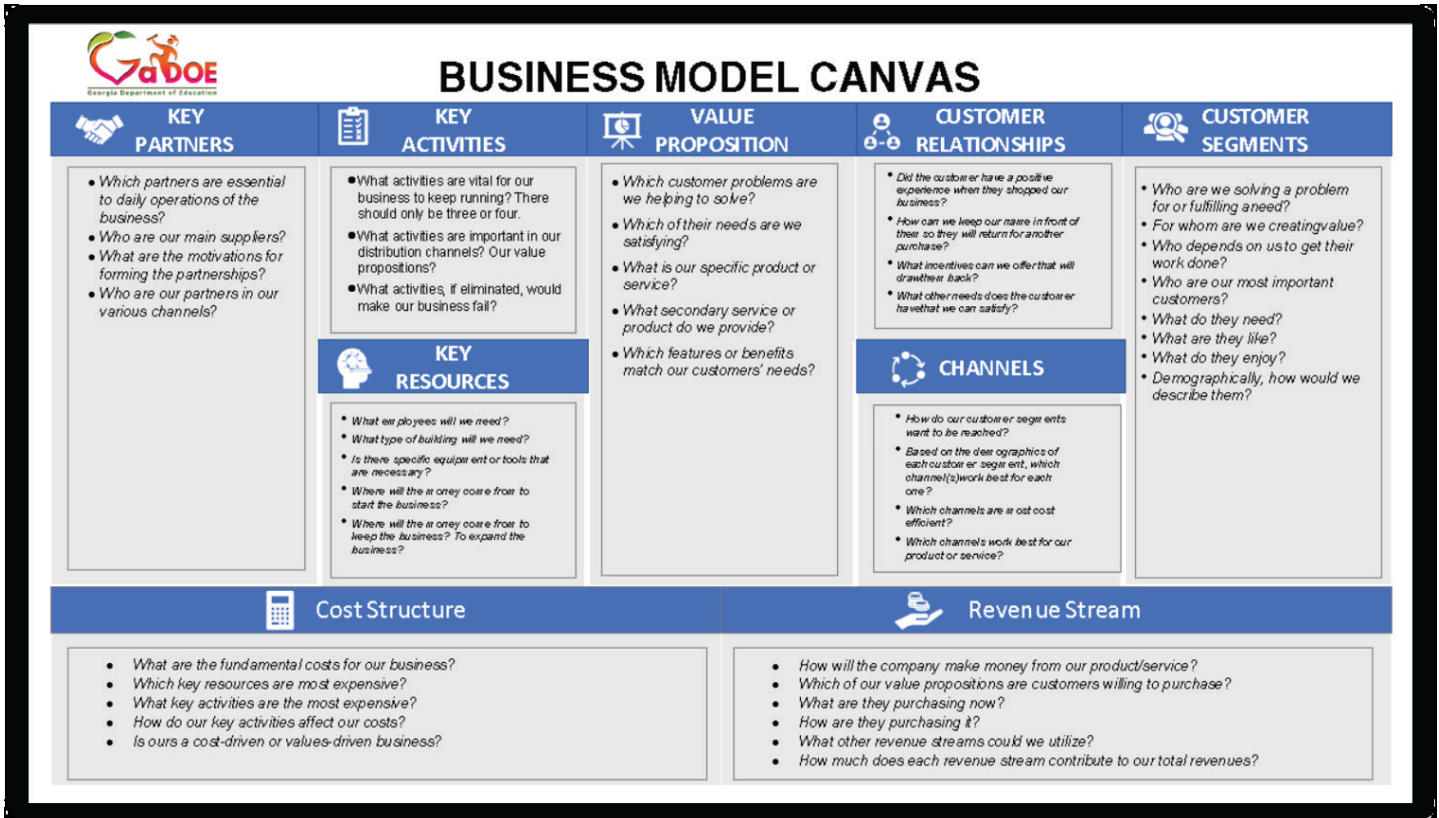 GaDOE
Georgia Department of Education
BUSINESS MODEL CANVAS
KEY
PARTNERS
• Which partners are essential
to daily operations of the
business?
• Who are our main suppliers?
• What are the motivations for
forming the partnerships?
• Who are our partners in our
various channels?
KEY
ACTIVITIES
• What activities are vital for our
business to keep running? There
should only be three or four.
• What activities are important in our
distribution channels? Our value
propositions?
• What activities, if eliminated, would
make our business fail?
KEY
RESOURCES
• What employees will we need?
• What type of building will we need?
• Is there specific equipment or tools that
are necessary?
• Where will the money come from to
start the business?
• Where will the money come from to
keep the business? To expand the
business?
VALUE
PROPOSITION
• Which customer problems are
we helping to solve?
• Which of their needs are we
satisfying?
• What is our specific product or
service?
• What secondary service or
product do we provide?
• Which features or benefits
match our customers' needs?
CUSTOMER
RELATIONSHIPS
• Did the customer have a positive
experience when they shopped our
business?
• How can we keep our name in front of
them so they will return for another
purchase?
• What incentives can we offer that will
draw them back?
• What other needs does the customer
havethat we can satisfy?
CHANNELS
• How do our customer segments
want to be reached?
• Based on the demographics of
each customer segment, which
channel(s)work best for each
one?
• Which channels are most cost
efficient?
• Which channels work best for our
product or service?
CUSTOMER
SEGMENTS
• Who are we solving a problem
for or fulfilling aneed?
• For whom are we creatingvalue?
• Who depends on us to get their
work done?
• Who are our most important
customers?
• What do they need?
• What are they like?
• What do they enjoy?
• Demographically, how would we
describe them?
Cost Structure
• What are the fundamental costs for our business?
• Which key resources are most expensive?
• What key activities are the most expensive?
• How do our key activities affect our costs?
• Is ours a cost-driven or values-driven business?
Revenue Stream
• How will the company make money from our product/service?
• Which of our value propositions are customers willing to purchase?
• What are they purchasing now?
• How are they purchasing it?
• What other revenue streams could we utilize?
• How much does each revenue stream contribute to our total revenues?